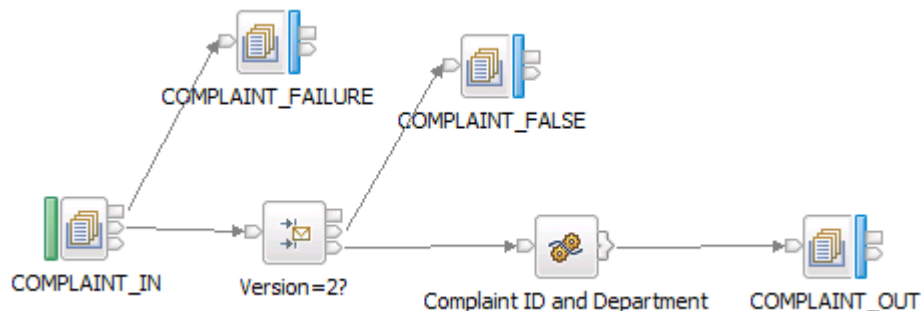 COMPLAINT_FAILURE
COMPLAINT_FALSE
COMPLAINT_IN
Version=2?
Complaint ID and Department
COMPLAINT_OUT